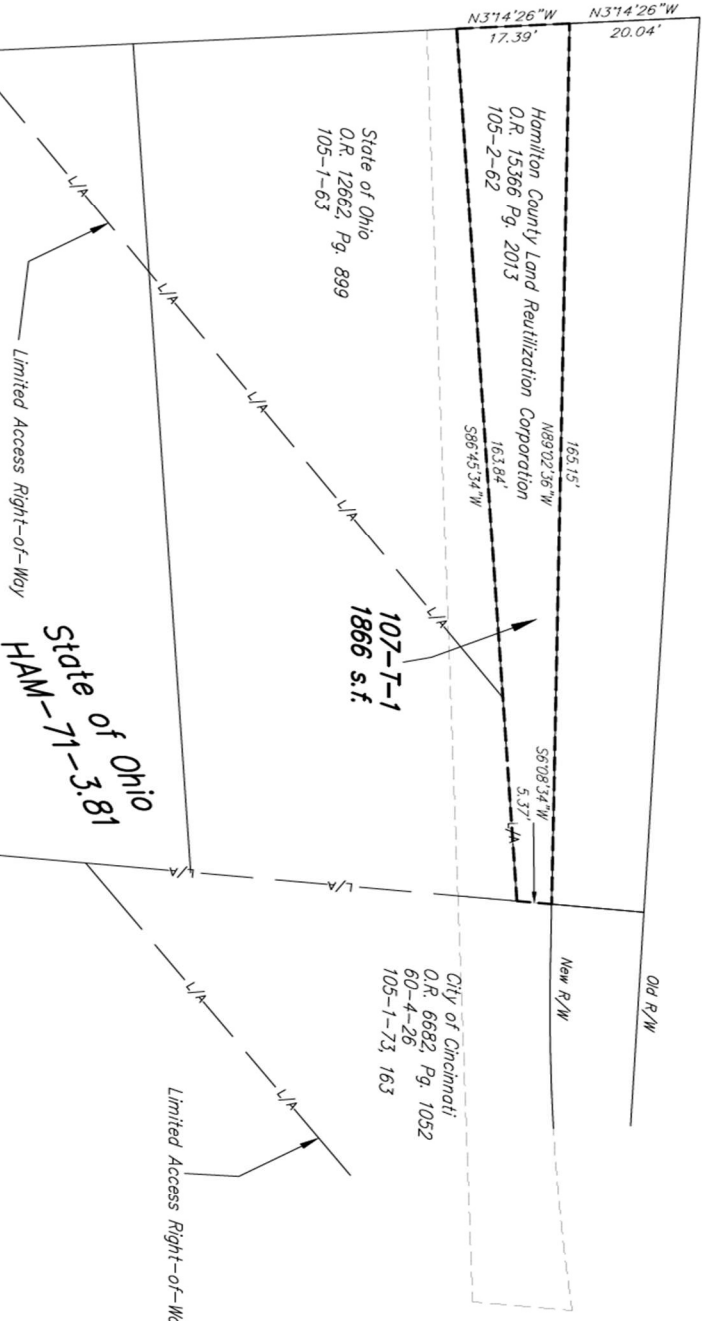 N3°14'26"W
17.39'
N3°14'26"W
20.04'
Hamilton County Land Reutilization Corporation
O.R. 15366 Pg. 2013
105-2-62
State of Ohio
O.R. 12662, Pg. 899
105-1-63
165.15'
N89°02'36"W
163.84'
S86°45'34"W
L/A
L/A
L/A
L/A
L/A
L/A
Limited Access Right-of-Way
107-T-1
1866 s.f.
State of Ohio
HAM-71-3.81
S6°08'34"W
5.37'
L/A
L/A
Old R/W
New R/W
City of Cincinnati
O.R. 6682, Pg. 1052
60-4-26
105-1-73, 163
L/A
L/A
Limited Access Right-of-Wa